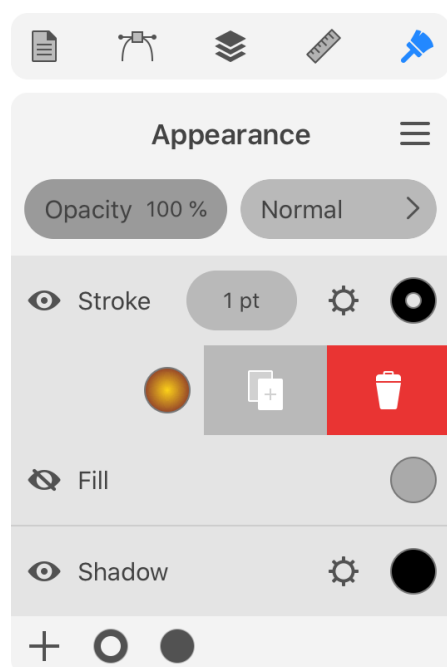 Appearance
Opacity 100 % Normal
Stroke 1 pt
Fill
Shadow